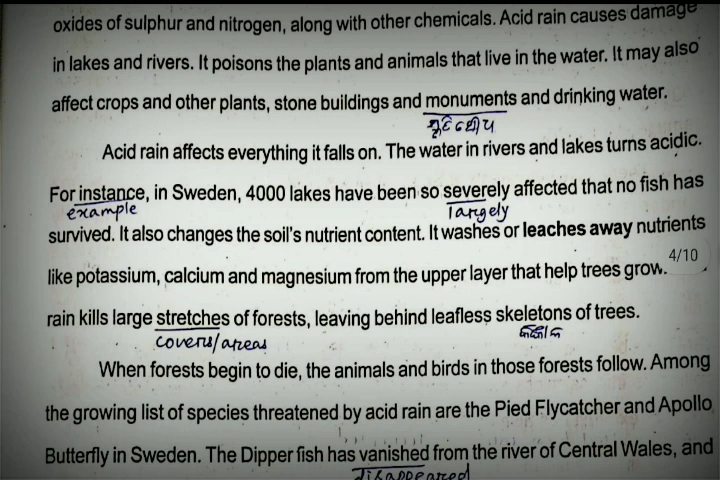 oxides of sulphur and nitrogen, along with other chemicals. Acid rain causes damage
in lakes and rivers. It poisons the plants and animals that live in the water. It may also
affect crops and other plants, stone buildings and monuments and drinking water.
Acid rain affects everything it falls on. The water in rivers and lakes turns acidic.
For instance, in Sweden, 4000 lakes have been so severely affected that no fish has
example largely
survived. It also changes the soil's nutrient content. It washes or leaches away nutrients
4/10
like potassium, calcium and magnesium from the upper layer that help trees grow.
rain kills large stretches of forests, leaving behind leafless skeletons of trees.
covers/areas
When forests begin to die, the animals and birds in those forests follow. Among
the growing list of species threatened by acid rain are the Pied Flycatcher and Apollo
Butterfly in Sweden. The Dipper fish has vanished from the river of Central Wales, and
disappeared